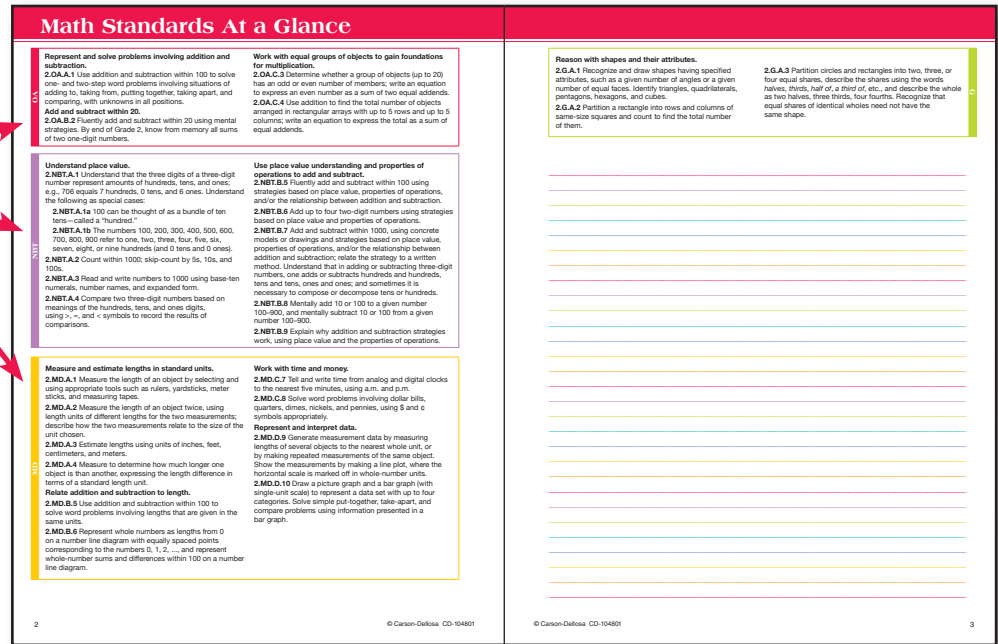 Math Standards At a Glance
OA
Represent and solve problems involving addition and
subtraction.
2.OA.A.1 Use addition and subtraction within 100 to solve
one- and two-step word problems involving situations of
adding to, taking from, putting together, taking apart, and
comparing, with unknowns in all positions.
Add and subtract within 20.
2.OA.B.2 Fluently add and subtract within 20 using mental
strategies. By end of Grade 2, know from memory all sums
of two one-digit numbers.
Work with equal groups of objects to gain foundations
for multiplication.
2.OA.C.3 Determine whether a group of objects (up to 20)
has an odd or even number of members; write an equation
to express an even number as a sum of two equal addends.
2.OA.C.4 Use addition to find the total number of objects
arranged in rectangular arrays with up to 5 rows and up to 5
columns; write an equation to express the total as a sum of
equal addends.
NBT
Understand place value.
2.NBT.A.1 Understand that the three digits of a three-digit
number represent amounts of hundreds, tens, and ones;
e.g., 706 equals 7 hundreds, 0 tens, and 6 ones. Understand
the following as special cases:
2.NBT.A.1a 100 can be thought of as a bundle of ten
tens—called a “hundred.”
2.NBT.A.1b The numbers 100, 200, 300, 400, 500, 600,
700, 800, 900 refer to one, two, three, four, five, six,
seven, eight, or nine hundreds (and 0 tens and 0 ones).
2.NBT.A.2 Count within 1000; skip-count by 5s, 10s, and
100s.
2.NBT.A.3 Read and write numbers to 1000 using base-ten
numerals, number names, and expanded form.
2.NBT.A.4 Compare two three-digit numbers based on
meanings of the hundreds, tens, and ones digits,
using >, =, and < symbols to record the results of
comparisons.
Use place value understanding and properties of
operations to add and subtract.
2.NBT.B.5 Fluently add and subtract within 100 using
strategies based on place value, properties of operations,
and/or the relationship between addition and subtraction.
2.NBT.B.6 Add up to four two-digit numbers using strategies
based on place value and properties of operations.
2.NBT.B.7 Add and subtract within 1000, using concrete
models or drawings and strategies based on place value,
properties of operations, and/or the relationship between
addition and subtraction; relate the strategy to a written
method. Understand that in adding or subtracting three-digit
numbers, one adds or subtracts hundreds and hundreds,
tens and tens, ones and ones; and sometimes it is
necessary to compose or decompose tens or hundreds.
2.NBT.B.8 Mentally add 10 or 100 to a given number
100–900, and mentally subtract 10 or 100 from a given
number 100–900.
2.NBT.B.9 Explain why addition and subtraction strategies
work, using place value and the properties of operations.
MD
Measure and estimate lengths in standard units.
2.MD.A.1 Measure the length of an object by selecting and
using appropriate tools such as rulers, yardsticks, meter
sticks, and measuring tapes.
2.MD.A.2 Measure the length of an object twice, using
length units of different lengths for the two measurements;
describe how the two measurements relate to the size of the
unit chosen.
2.MD.A.3 Estimate lengths using units of inches, feet,
centimeters, and meters.
2.MD.A.4 Measure to determine how much longer one
object is than another, expressing the length difference in
terms of a standard length unit.
Relate addition and subtraction to length.
2.MD.B.5 Use addition and subtraction within 100 to
solve word problems involving lengths that are given in the
same units.
2.MD.B.6 Represent whole numbers as lengths from 0
on a number line diagram with equally spaced points
corresponding to the numbers 0, 1, 2, ..., and represent
whole-number sums and differences within 100 on a number
line diagram.
Work with time and money.
2.MD.C.7 Tell and write time from analog and digital clocks
to the nearest five minutes, using a.m. and p.m.
2.MD.C.8 Solve word problems involving dollar bills,
quarters, dimes, nickels, and pennies, using $ and ¢
symbols appropriately.
Represent and interpret data.
2.MD.D.9 Generate measurement data by measuring
lengths of several objects to the nearest whole unit, or
by making repeated measurements of the same object.
Show the measurements by making a line plot, where the
horizontal scale is marked off in whole-number units.
2.MD.D.10 Draw a picture graph and a bar graph (with
single-unit scale) to represent a data set with up to four
categories. Solve simple put-together, take-apart, and
compare problems using information presented in a
bar graph.
2
© Carson-Dellosa CD-104801
Reason with shapes and their attributes.
2.G.A.1 Recognize and draw shapes having specified
attributes, such as a given number of angles or a given
number of equal faces. Identify triangles, quadrilaterals,
pentagons, hexagons, and cubes.
2.G.A.2 Partition a rectangle into rows and columns of
same-size squares and count to find the total number
of them.
2.G.A.3 Partition circles and rectangles into two, three, or
four equal shares, describe the shares using the words
halves, thirds, half of, a third of, etc., and describe the whole
as two halves, three thirds, four fourths. Recognize that
equal shares of identical wholes need not have the
same shape.
G
© Carson-Dellosa CD-104801
3